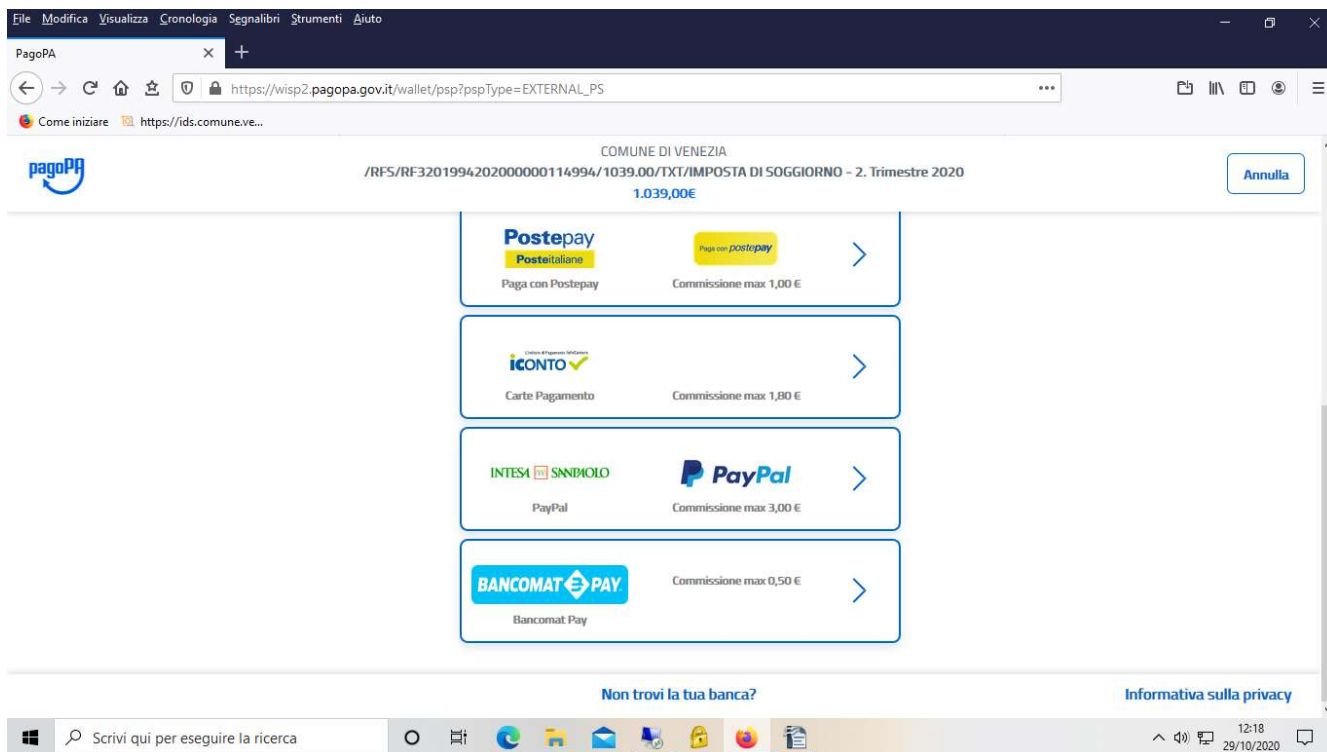 File Modifica Visualizza Cronologia Segnalibri Strumenti Aiuto
PagoPA
https://wisp2.pagopa.gov.it/wallet/psp?pspType=EXTERNAL_PS
Come iniziare https://ids.comune.ve...
pagoPA
COMUNE DI VENEZIA
/RFS/RF32019942020000000114994/1039.00/TXT/IMPOSTA DI SOGGIORNO - 2. Trimestre 2020
1.039,00€
Annulla
Postepay
Posteitaliane
Paga con postepay
Paga con Postepay Commissione max 1,00 €
iCONTO
Carte Pagamento Commissione max 1,80 €
INTESA SANPAOLO PayPal
PayPal Commissione max 3,00 €
BANCOMAT PAY Commissione max 0,50 €
Bancomat Pay
Non trovi la tua banca? Informativa sulla privacy
Scrivi qui per eseguire la ricerca
12:18
29/10/2020